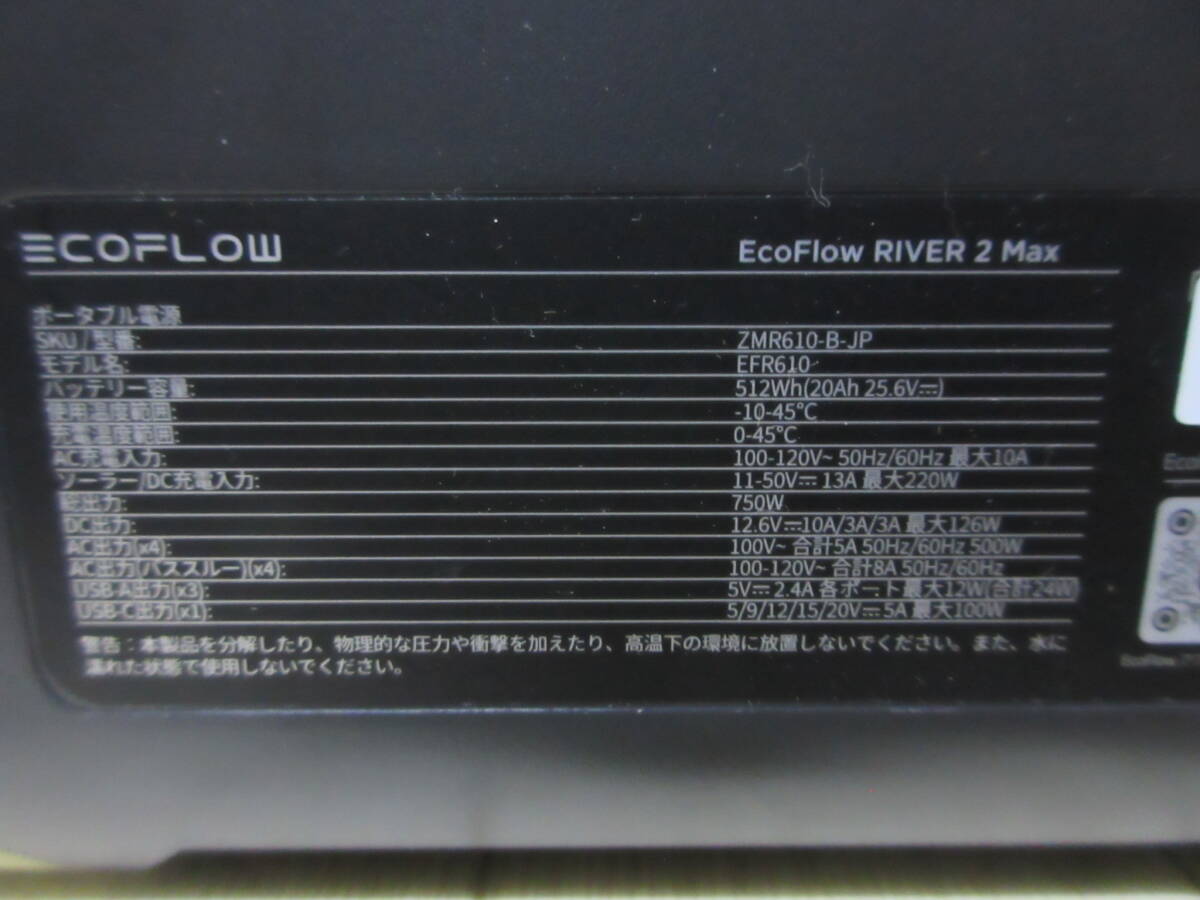 ECOFLOW
EcoFlow RIVER 2 Max
ポータブル電源
SKU / 型番: ZMR610-B-JP
モデル名: EFR610
バッテリー容量: 512Wh(20Ah 25.6V⎓)
使用温度範囲: -10-45°C
充電温度範囲: 0-45°C
AC充電入力: 100-120V~ 50Hz/60Hz 最大10A
ソーラー/DC充電入力: 11-50V⎓ 13A 最大220W
総出力: 750W
DC出力: 12.6V⎓10A/3A/3A 最大126W
AC出力(x4): 100V~ 合計5A 50Hz/60Hz 500W
AC出力(パススルー)(x4): 100-120V~ 合計8A 50Hz/60Hz
USB-A出力(x3): 5V⎓ 2.4A 各ポート最大12W(合計24W)
USB-C出力(x1): 5/9/12/15/20V⎓ 5A 最大100W
警告：本製品を分解したり、物理的な圧力や衝撃を加えたり、高温下の環境に放置しないでください。また、水に
濡れた状態で使用しないでください。